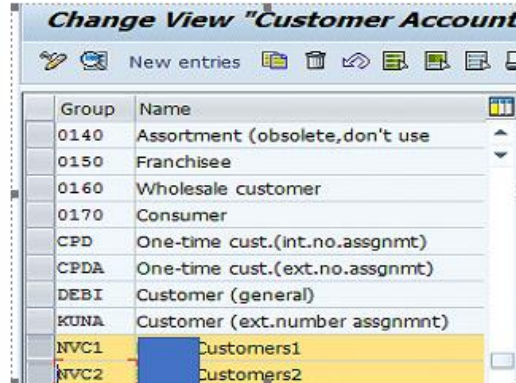 Change View "Customer Account
New entries
Group Name
0140 Assortment (obsolete,don't use
0150 Franchisee
0160 Wholesale customer
0170 Consumer
CPD One-time cust.(int.no.assgnmt)
CPDA One-time cust.(ext.no.assgnmt)
DEBI Customer (general)
KUNA Customer (ext.number assgnmnt)
NVC1 Customers1
NVC2 Customers2